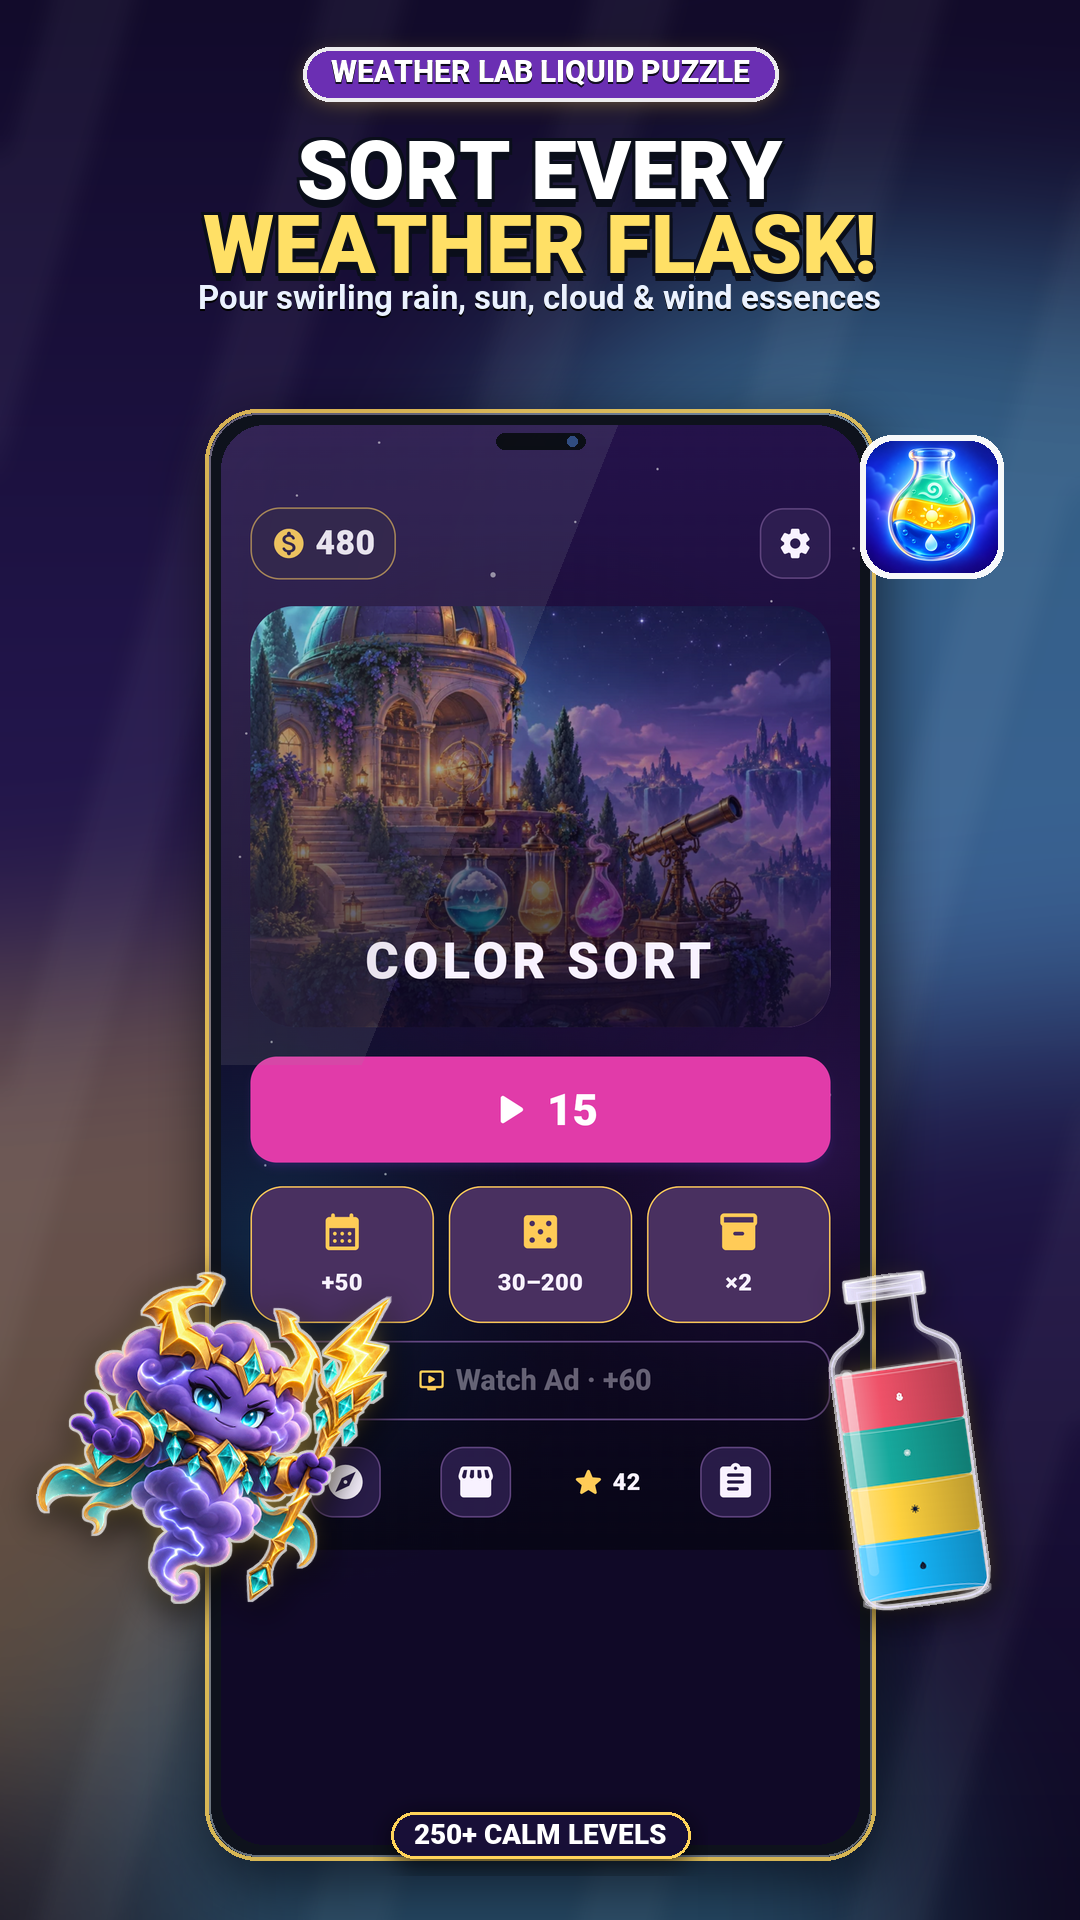 WEATHER LAB LIQUID PUZZLE
SORT EVERY
WEATHER FLASK!
Pour swirling rain, sun, cloud & wind essences
480
COLOR SORT
15
+50
30–200
×2
Watch Ad · +60
42
250+ CALM LEVELS